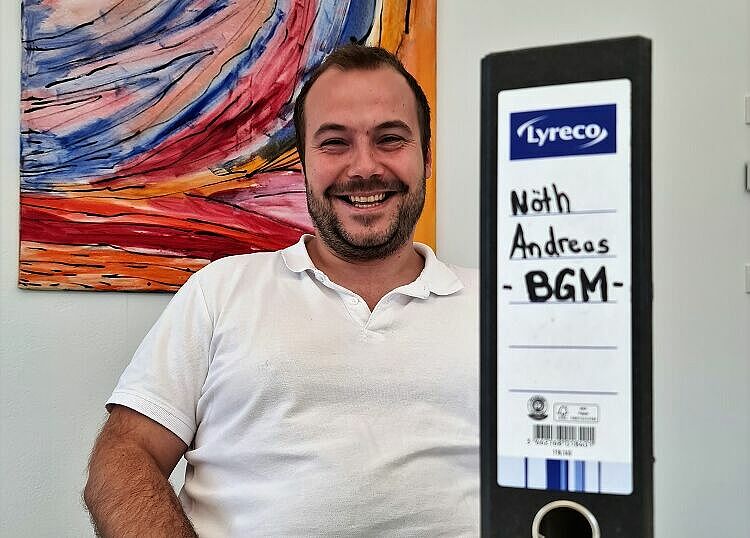 Lyreco
Nöth
Andreas
- BGM -